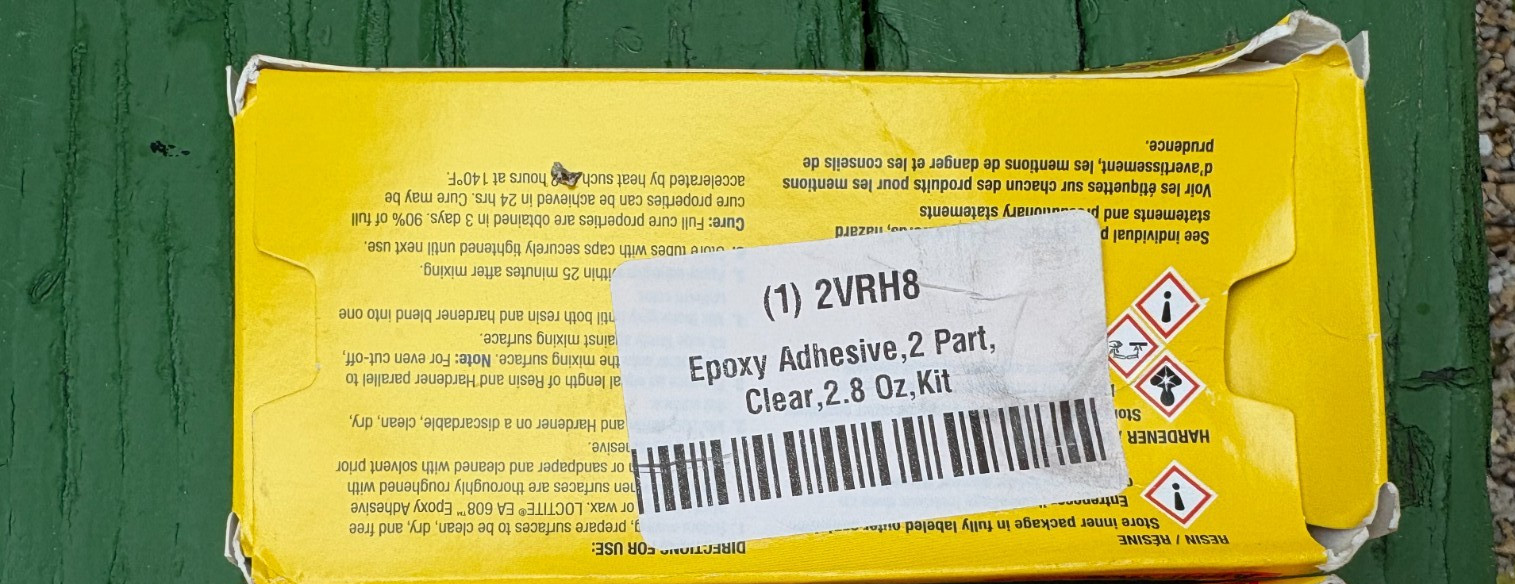 (1) 2VRH8
Epoxy Adhesive,2 Part,
Clear,2.8 Oz,Kit
DIRECTIONS FOR USE:
prepare surfaces to be clean, dry, and free
or wax. LOCTITE® EA 608™ Epoxy Adhesive
surfaces are thoroughly roughened with
or sandpaper and cleaned with solvent prior
and Hardener on a discardable, clean, dry,
length of Resin and Hardener parallel to
the mixing surface. Note: For even cut-off,
mixing surface.
both resin and hardener blend into one
within 25 minutes after mixing.
tubes with caps securely tightened until next use.
Cure: Full cure properties are obtained in 3 days. 90% of full
cure properties can be achieved in 24 hrs. Cure may be
accelerated by heat such hours at 140°F.
RESIN / RÉSINE
Store inner package in fully labeled outer
HARDENER /
See individual
hazard
statements and precautionary statements
Voir les étiquettes sur chacun des produits pour les mentions
d'avertissement, les mentions de danger et les conseils de
prudence.